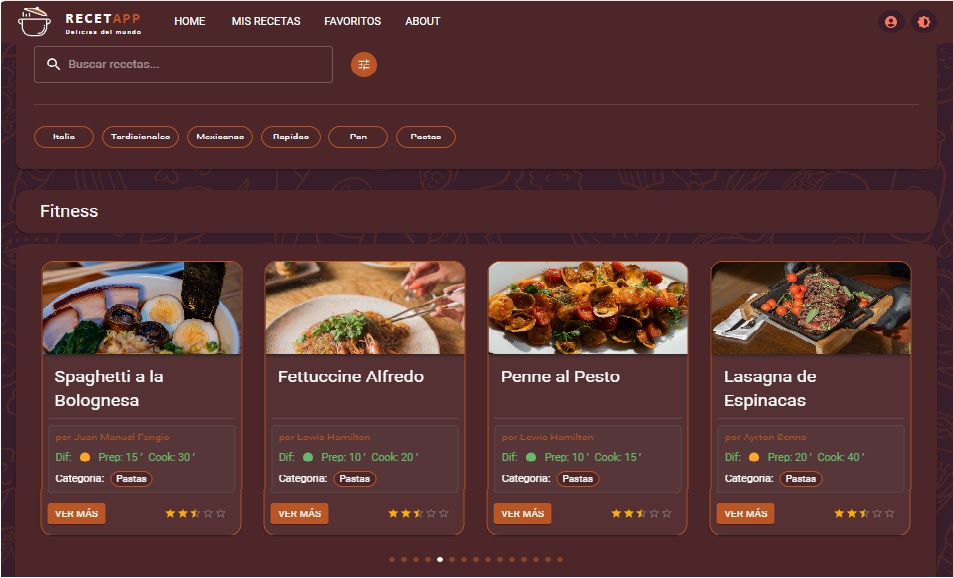 RECETAPP
Delicias del mundo
HOME MIS RECETAS FAVORITOS ABOUT
Buscar recetas...
Italia Tardicionales Mexicanas Rapidas Pan Pastas
Fitness
Spaghetti a la
Bolognesa
por Juan Manuel Fangio
Dif: Prep: 15 ' Cook: 30 '
Categoria: Pastas
VER MÁS
Fettuccine Alfredo
por Lewis Hamilton
Dif: Prep: 10 ' Cook: 20 '
Categoria: Pastas
VER MÁS
Penne al Pesto
por Lewis Hamilton
Dif: Prep: 10 ' Cook: 15 '
Categoria: Pastas
VER MÁS
Lasagna de
Espinacas
por Ayrton Senna
Dif: Prep: 20 ' Cook: 40 '
Categoria: Pastas
VER MÁS